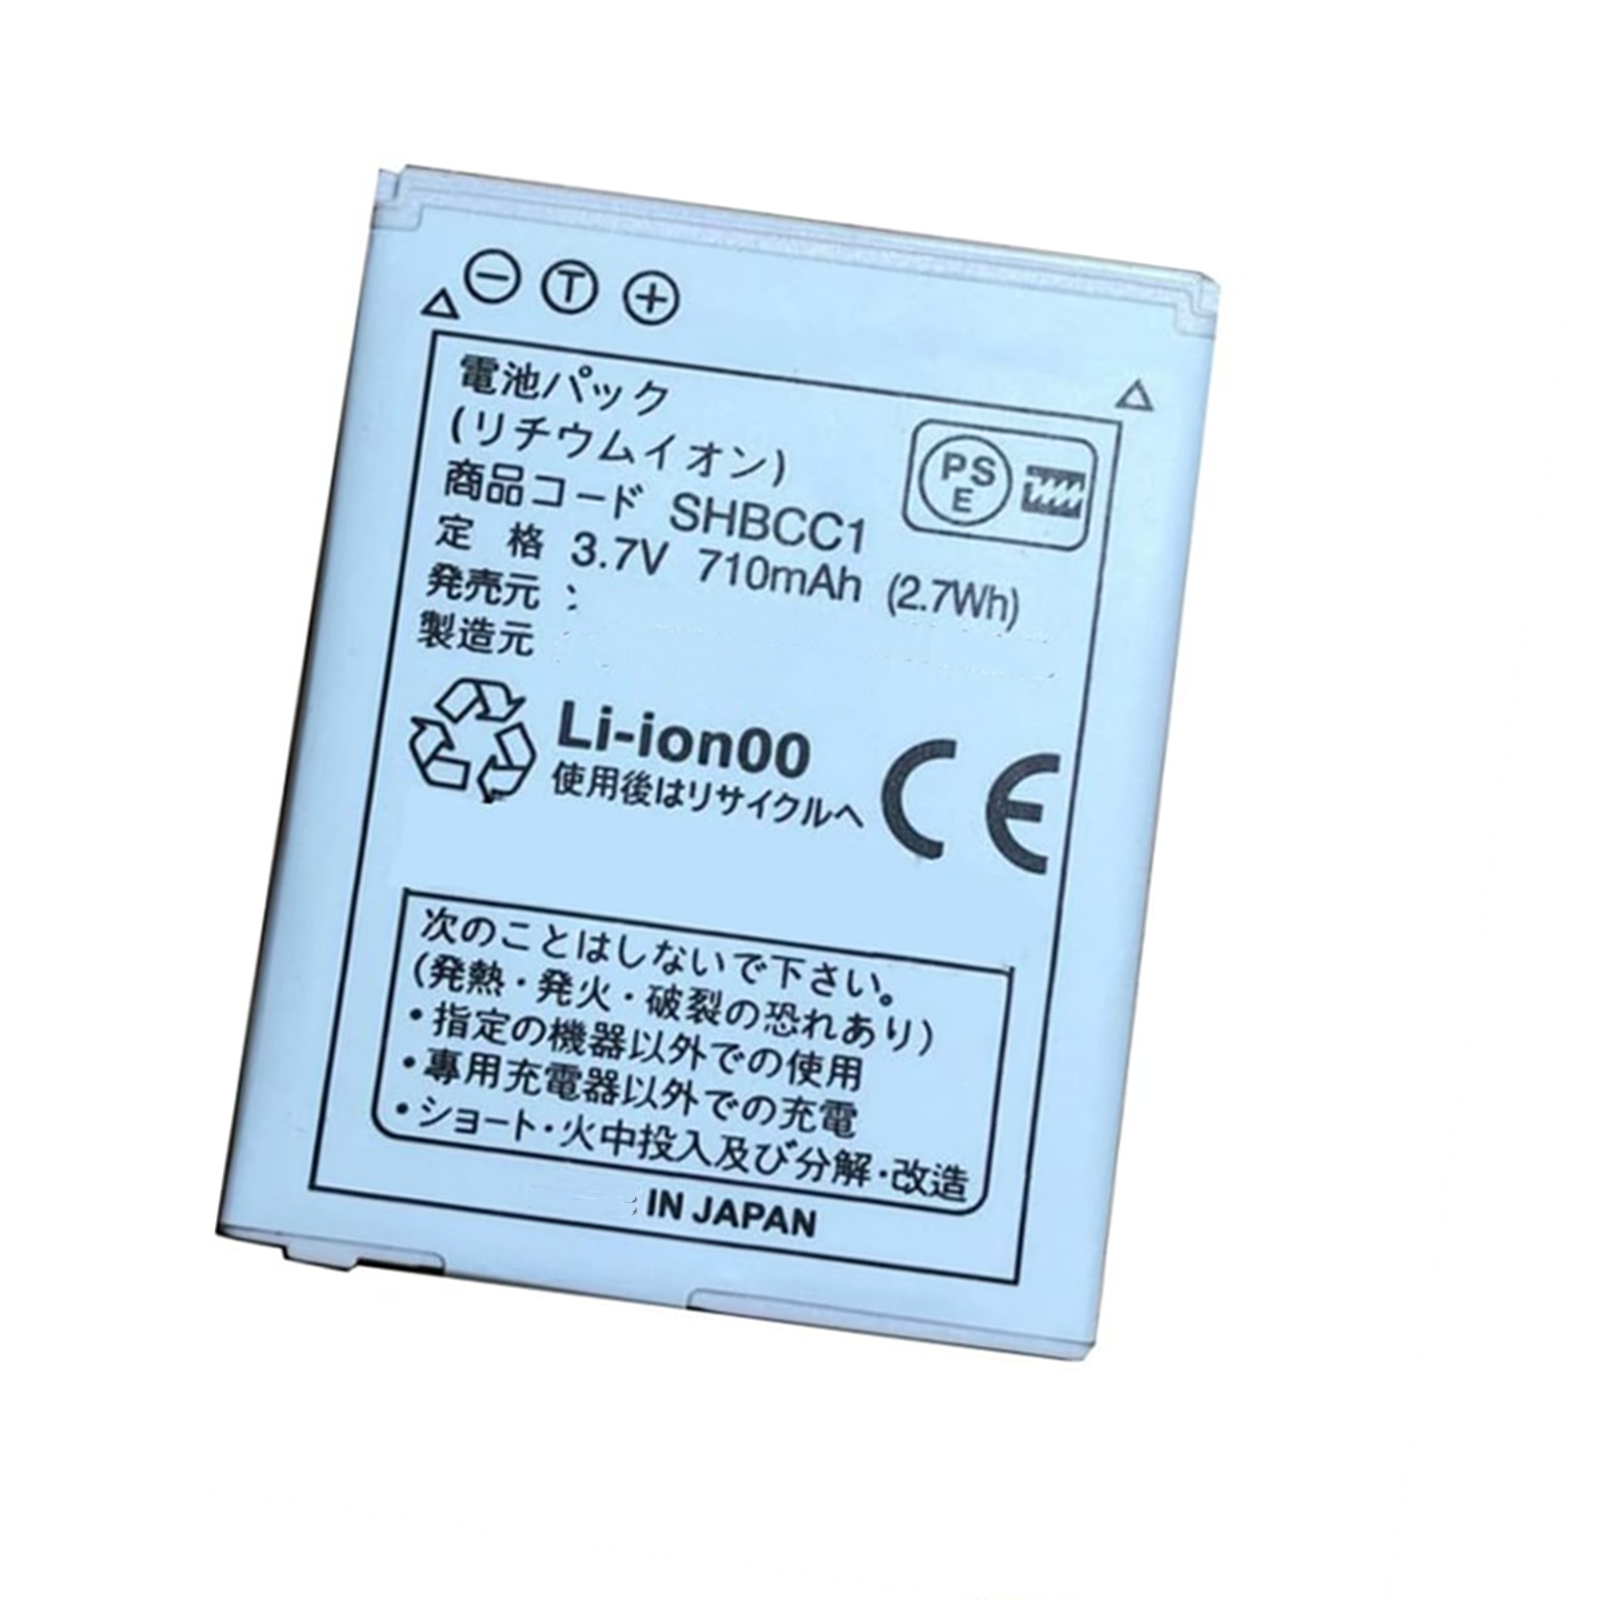 − T +
電池パック
(リチウムイオン)
商品コード SHBCC1
定 格 3.7V 710mAh (2.7Wh)
発売元 :
製造元
PS
E
Li-ion00
使用後はリサイクルへ
CE
次のことはしないで下さい。
(発熱・発火・破裂の恐れあり)
・指定の機器以外での使用
・専用充電器以外での充電
・ショート・火中投入及び分解・改造
IN JAPAN